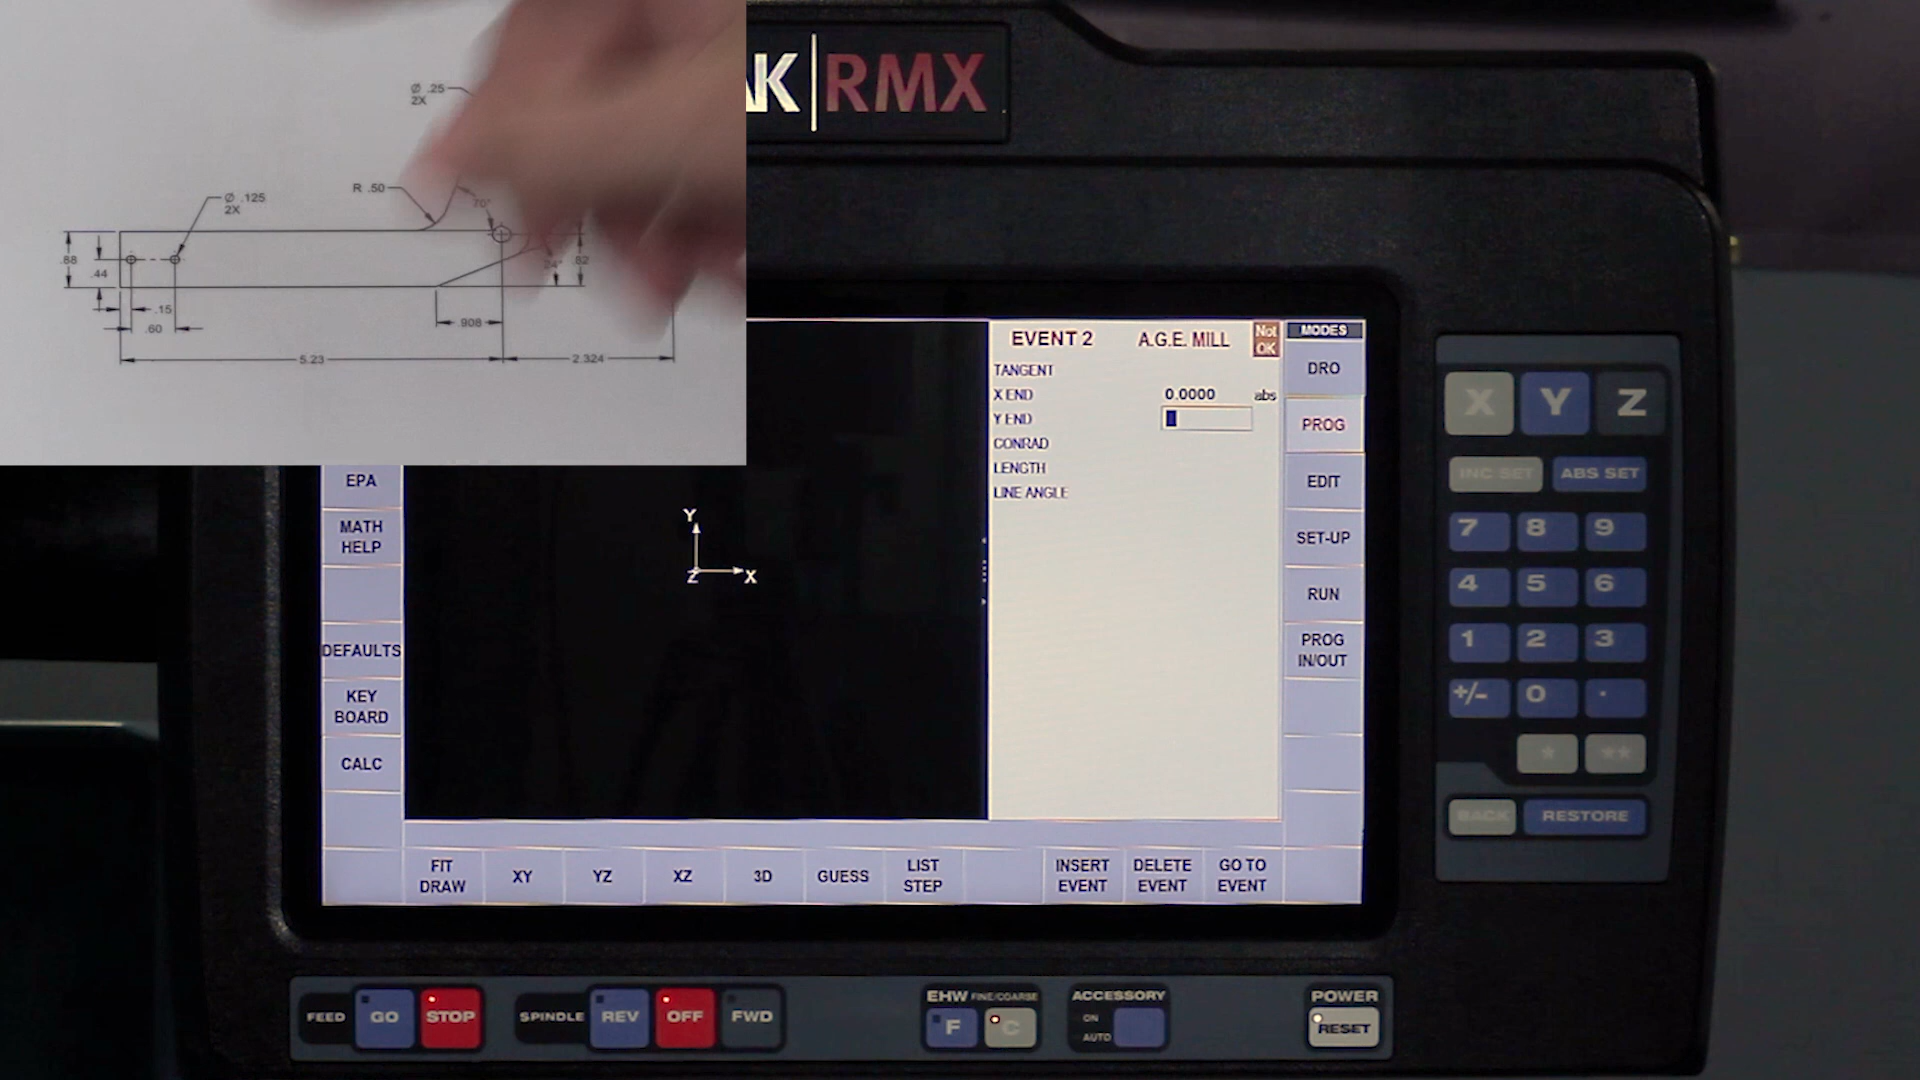 Ø .25
2X
Ø .125
2X
R .50
70°
.88
.44
.82
24°
.15
.60
.908
5.23
2.324
AK | RMX
EVENT 2 A.G.E. MILL Not OK
TANGENT
X END 0.0000 abs
Y END
CONRAD
LENGTH
LINE ANGLE
EPA
MATH
HELP
DEFAULTS
KEY
BOARD
CALC
FIT
DRAW
XY
YZ
XZ
3D
GUESS
LIST
STEP
INSERT
EVENT
DELETE
EVENT
GO TO
EVENT
MODES
DRO
PROG
EDIT
SET-UP
RUN
PROG
IN/OUT
X Y Z
INC SET ABS SET
7 8 9
4 5 6
1 2 3
+/- 0 .
* **
BACK RESTORE
FEED GO STOP
SPINDLE REV OFF FWD
EHW FINE/COARSE
F C
ACCESSORY
ON
AUTO
POWER
RESET